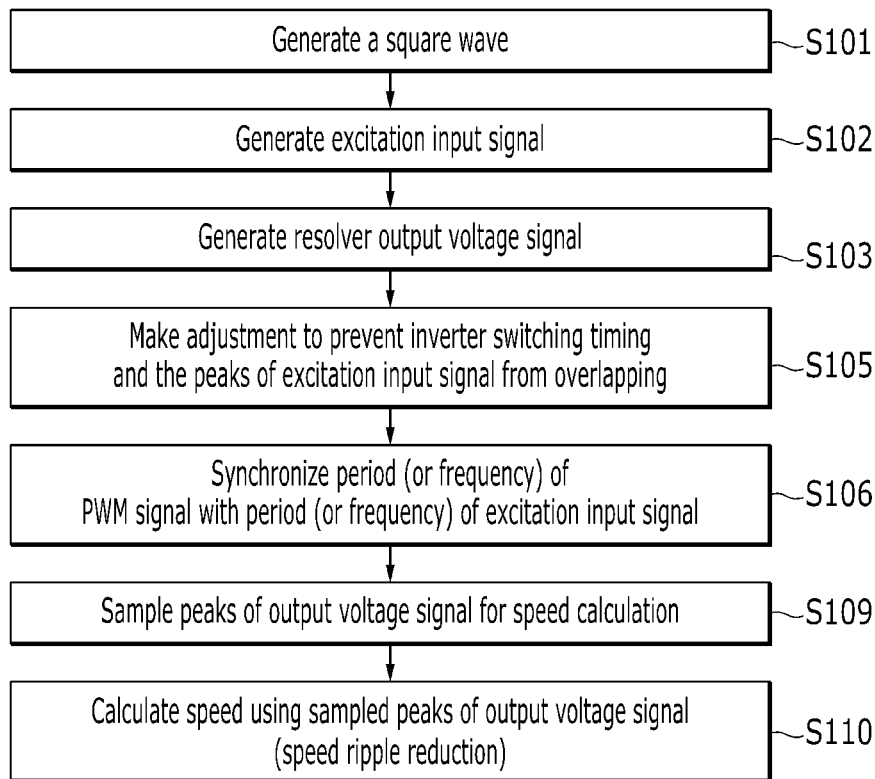 Generate a square wave
S101
Generate excitation input signal
S102
Generate resolver output voltage signal
S103
Make adjustment to prevent inverter switching timing
and the peaks of excitation input signal from overlapping
S105
Synchronize period (or frequency) of
PWM signal with period (or frequency) of excitation input signal
S106
Sample peaks of output voltage signal for speed calculation
S109
Calculate speed using sampled peaks of output voltage signal
(speed ripple reduction)
S110